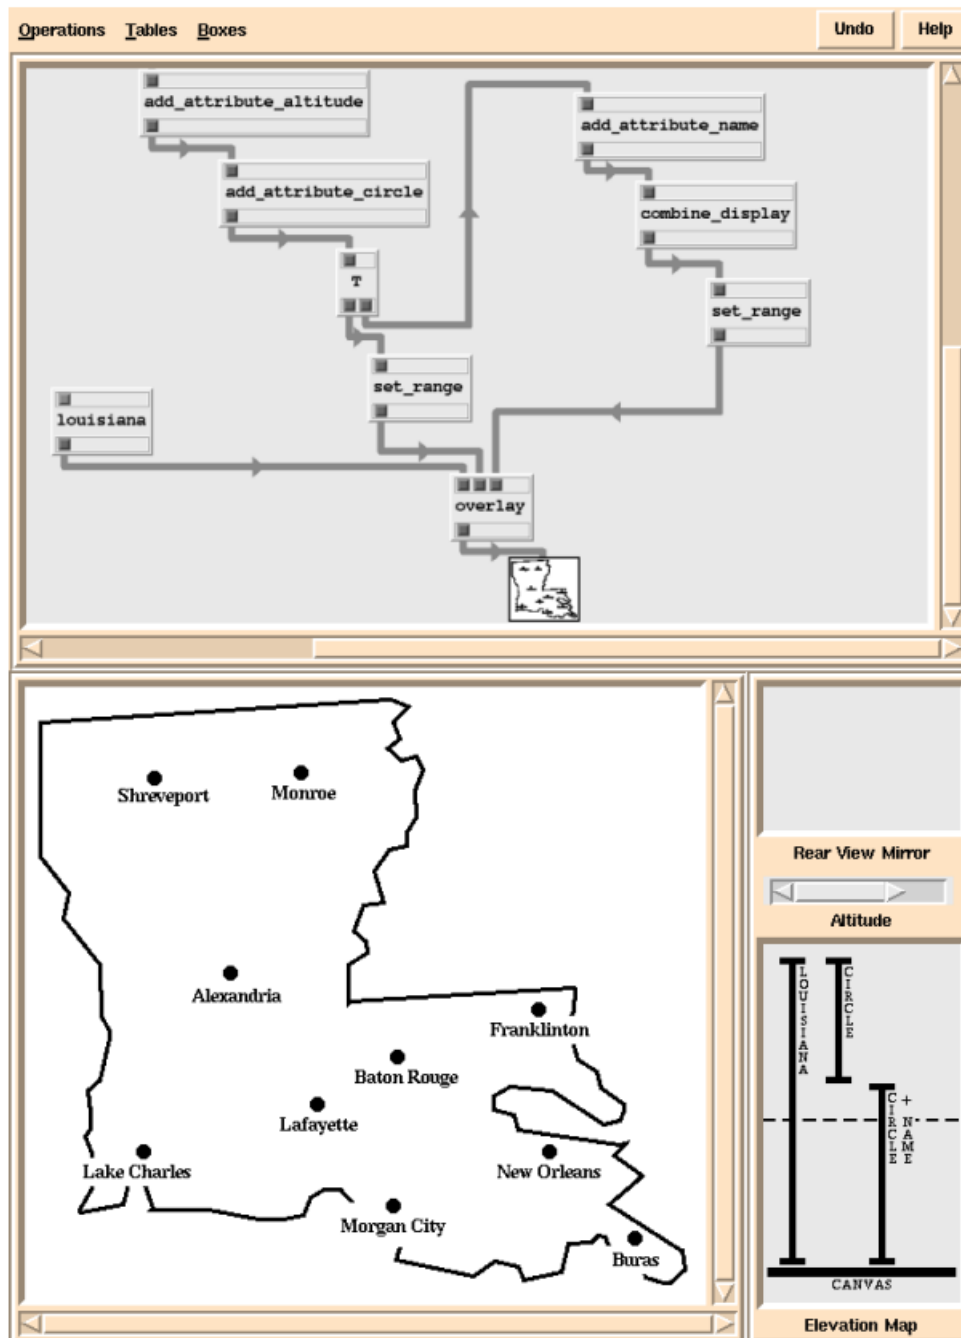 Operations Tables Boxes Undo Help
add_attribute_altitude
add_attribute_name
add_attribute_circle
combine_display
T
set_range
set_range
louisiana
overlay
Shreveport
Monroe
Alexandria
Franklinton
Baton Rouge
Lafayette
Lake Charles
New Orleans
Morgan City
Buras
Rear View Mirror
Altitude
LOUISIANA
CIRCLE
CIRCLE
+ NAME
CANVAS
Elevation Map